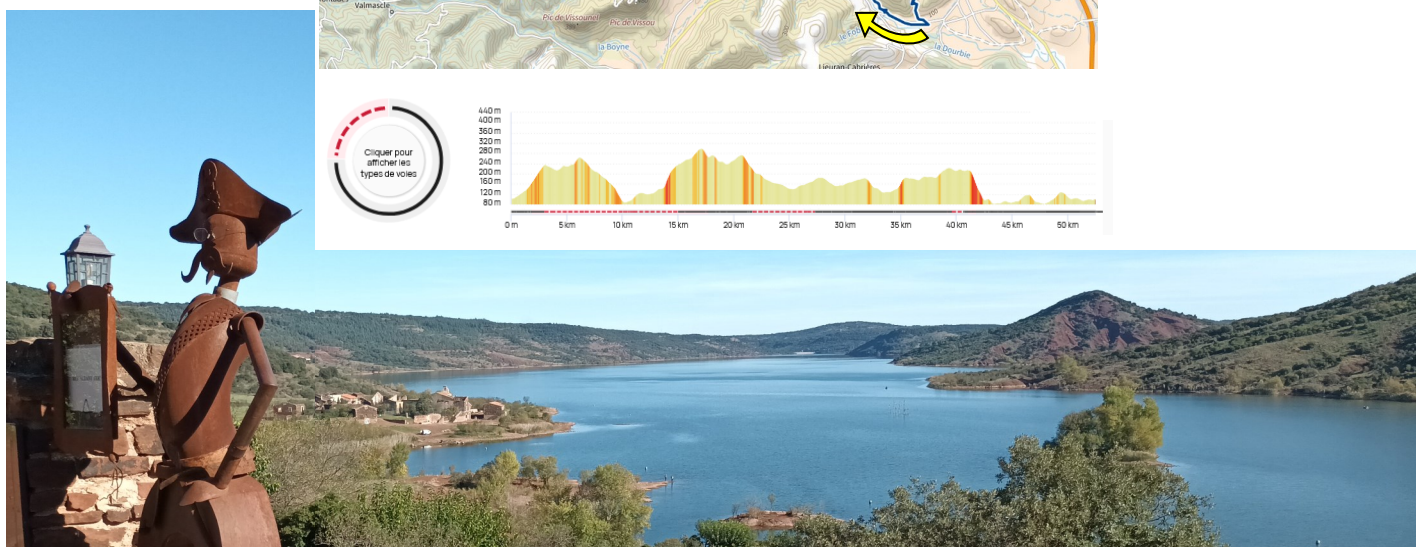 Valmascle
Pic de Vissounel
Pic de Vissou
la Boyne
la Dourbie
Lieuran-Cabrières
Cliquer pour
afficher les
types de voies
440 m
400 m
360 m
320 m
280 m
240 m
200 m
160 m
120 m
80 m
0 m
5 km
10 km
15 km
20 km
25 km
30 km
35 km
40 km
45 km
50 km